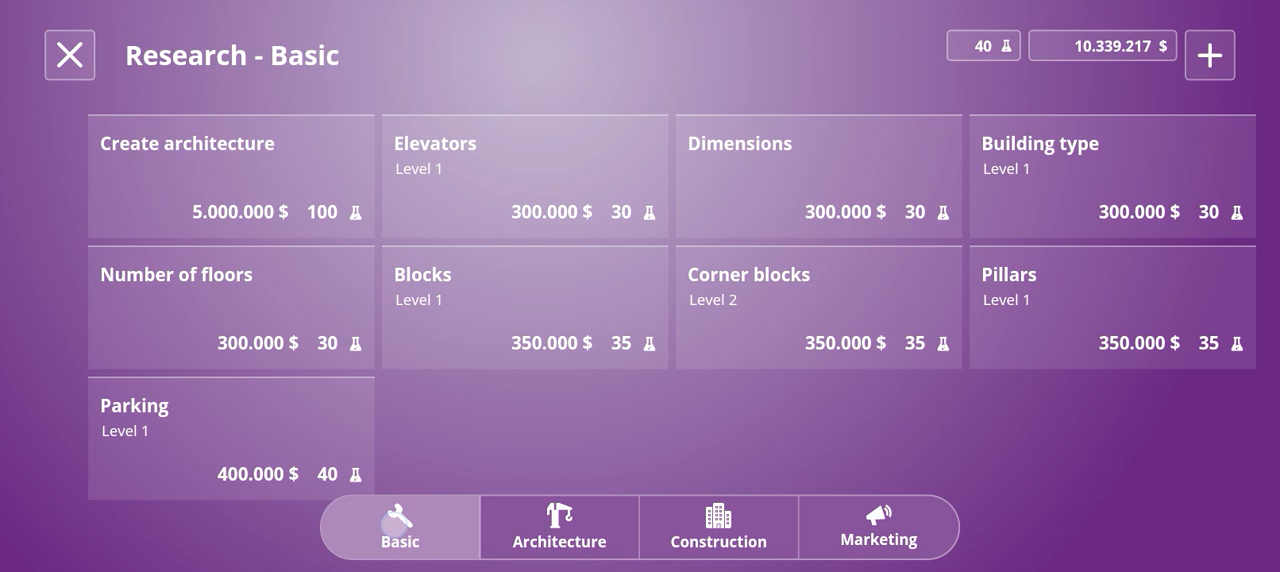 Research - Basic
40
10.339.217 $
Create architecture
5.000.000 $ 100
Elevators
Level 1
300.000 $ 30
Dimensions
300.000 $ 30
Building type
Level 1
300.000 $ 30
Number of floors
300.000 $ 30
Blocks
Level 1
350.000 $ 35
Corner blocks
Level 2
350.000 $ 35
Pillars
Level 1
350.000 $ 35
Parking
Level 1
400.000 $ 40
Basic
Architecture
Construction
Marketing